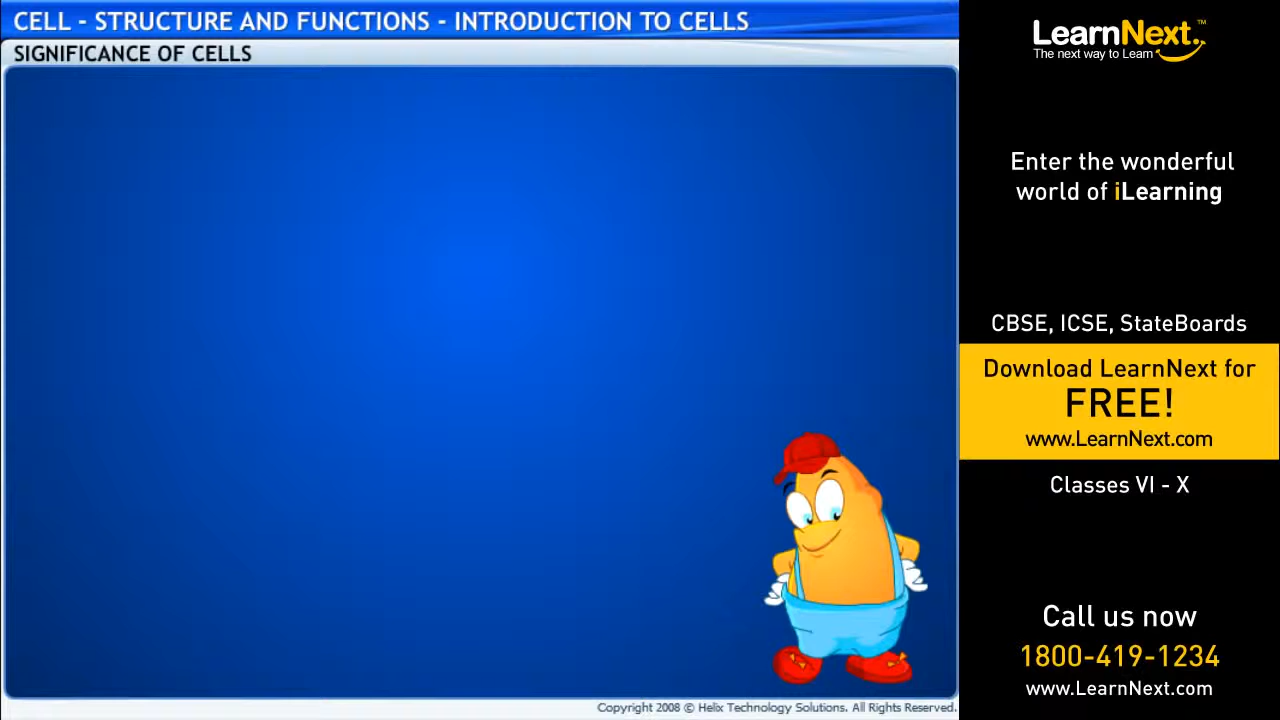 CELL - STRUCTURE AND FUNCTIONS - INTRODUCTION TO CELLS
SIGNIFICANCE OF CELLS
LearnNext.™
The next way to Learn
Enter the wonderful
world of iLearning
CBSE, ICSE, StateBoards
Download LearnNext for
FREE!
www.LearnNext.com
Classes VI - X
Call us now
1800-419-1234
www.LearnNext.com
Copyright 2008 © Helix Technology Solutions. All Rights Reserved.